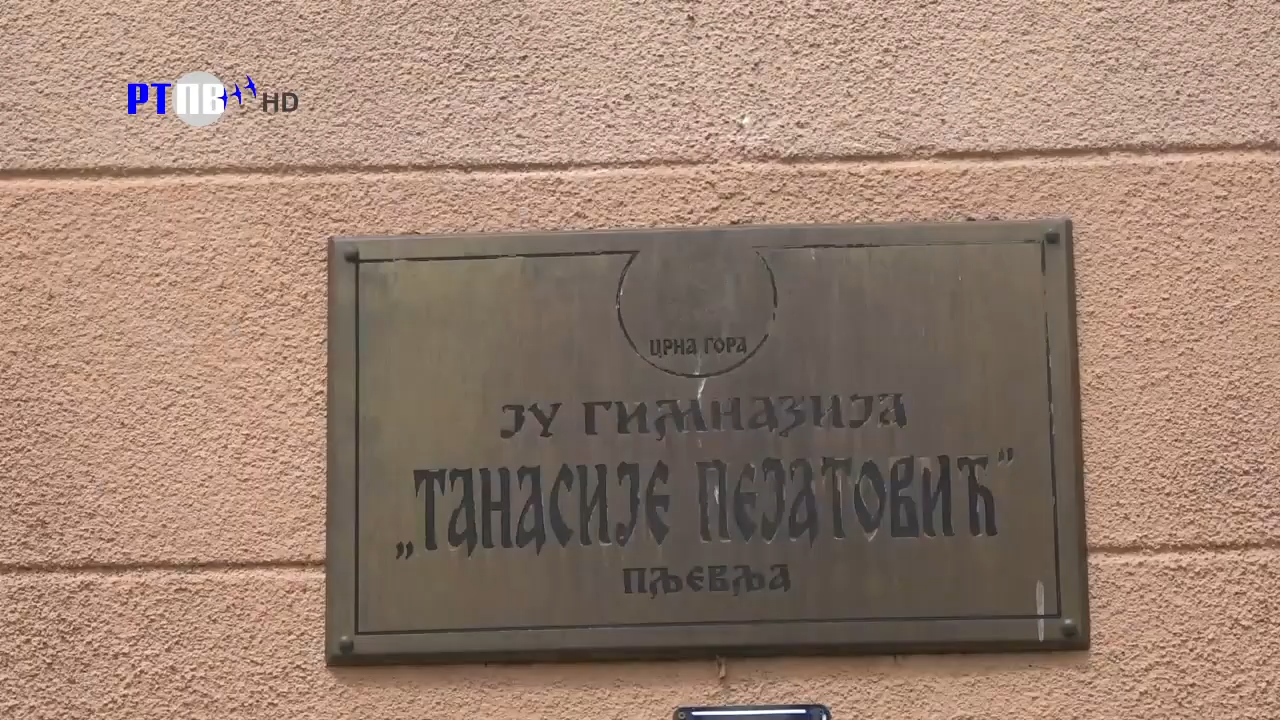 РТПВ HD
ЦРНА ГОРА
ЈУ ГИМНАЗИЈА
„ТАНАСИЈЕ ПЕЈАТОВИЋ"
ПЉЕВЉА